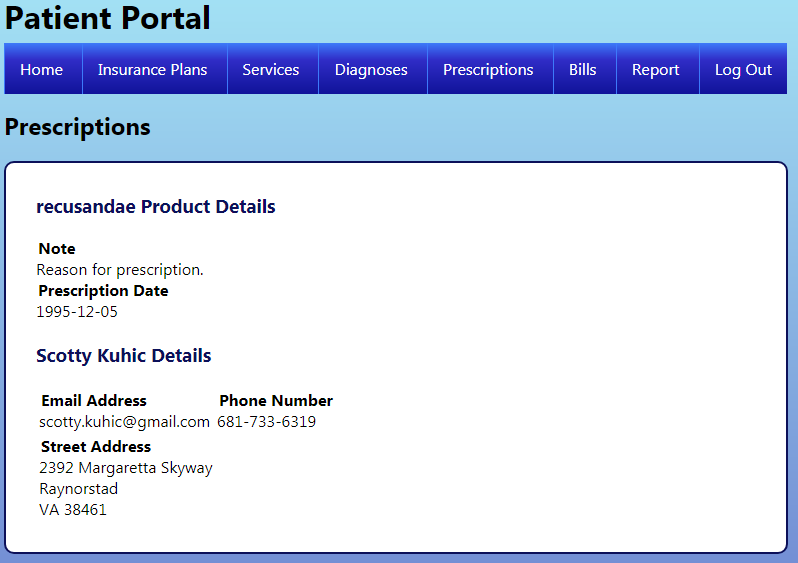 Patient Portal
Home Insurance Plans Services Diagnoses Prescriptions Bills Report Log Out
Prescriptions
recusandae Product Details
Note
Reason for prescription.
Prescription Date
1995-12-05
Scotty Kuhic Details
Email Address Phone Number
scotty.kuhic@gmail.com 681-733-6319
Street Address
2392 Margaretta Skyway
Raynorstad
VA 38461